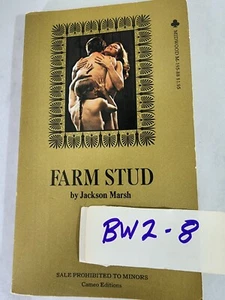 FARM STUD
by Jackson Marsh
BW2-8
SALE PROHIBITED TO MINORS
Cameo Editions